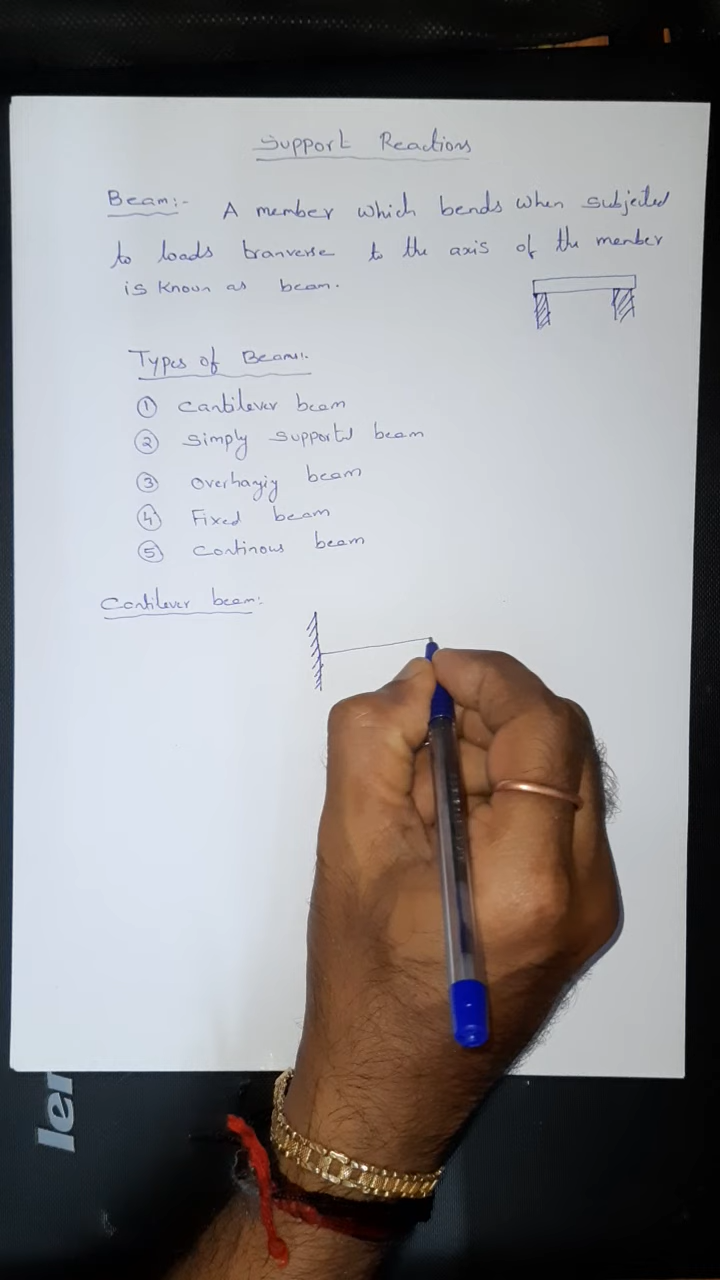 Support Reactions
Beam:- A member which bends when subjected
to loads tranverse to the axis of the member
is known as beam.
Types of Beams:.
① Cantilever beam
② Simply supported beam
③ Overhanging beam
④ Fixed beam
⑤ Continous beam
Cantilever beam:
len